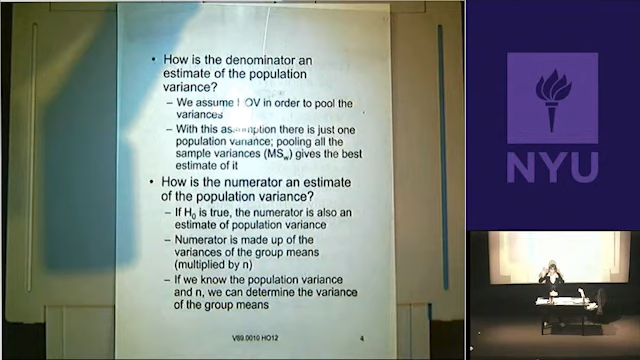 • How is the denominator an
estimate of the population
variance?
– We assume HOV in order to pool the
variances
– With this assumption there is just one
population variance; pooling all the
sample variances (MSw) gives the best
estimate of it
• How is the numerator an estimate
of the population variance?
– If H0 is true, the numerator is also an
estimate of population variance
– Numerator is made up of the
variances of the group means
(multiplied by n)
– If we know the population variance
and n, we can determine the variance
of the group means
V89.0010 HO12 4
NYU